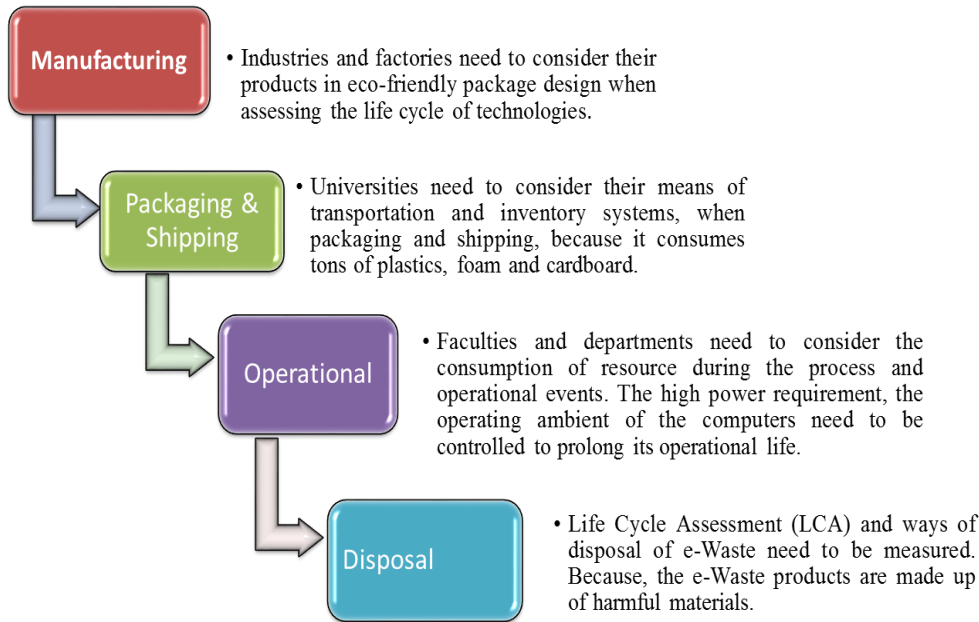 Manufacturing
• Industries and factories need to consider their
products in eco-friendly package design when
assessing the life cycle of technologies.
Packaging &
Shipping
• Universities need to consider their means of
transportation and inventory systems, when
packaging and shipping, because it consumes
tons of plastics, foam and cardboard.
Operational
• Faculties and departments need to consider the
consumption of resource during the process and
operational events. The high power requirement, the
operating ambient of the computers need to be
controlled to prolong its operational life.
Disposal
• Life Cycle Assessment (LCA) and ways of
disposal of e-Waste need to be measured.
Because, the e-Waste products are made up
of harmful materials.